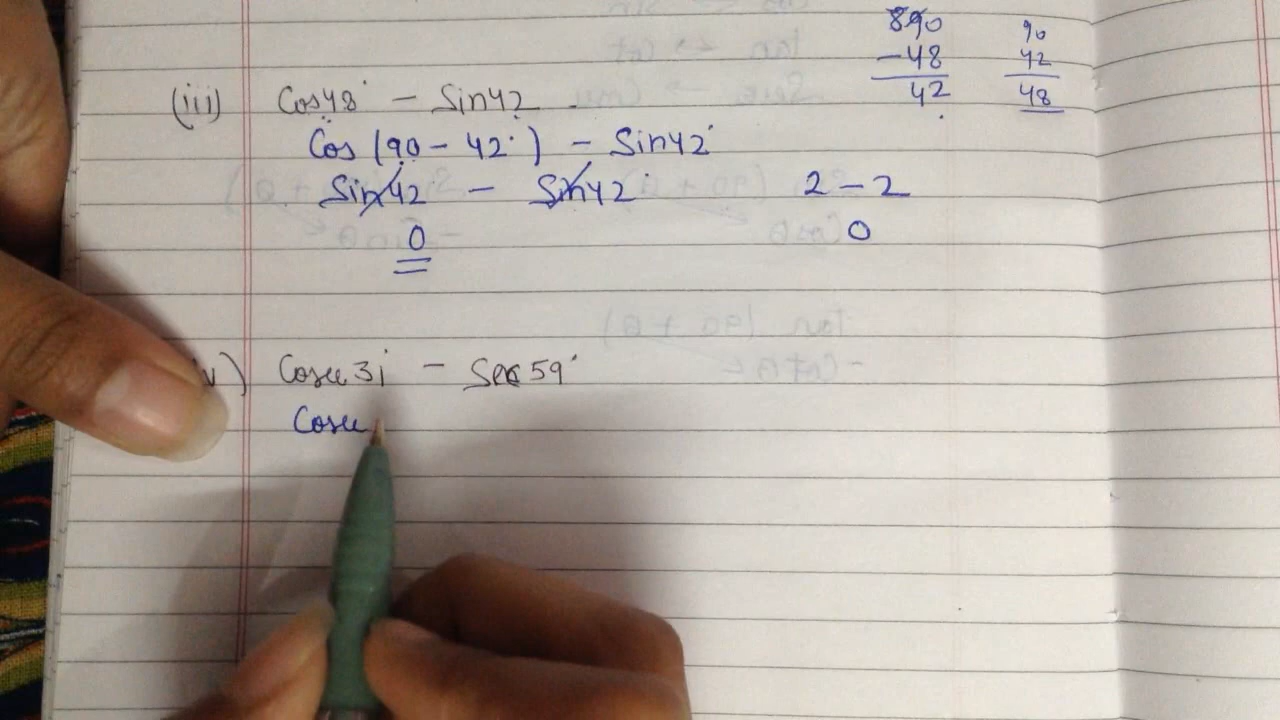 890 90
-48 42
42 48
(iii) Cos48° - Sin42
Cos (90 - 42°) - Sin42°
Sin42 - Sin42° 2 - 2
0 0
v) Cosec31 - Sec59°
Cosec